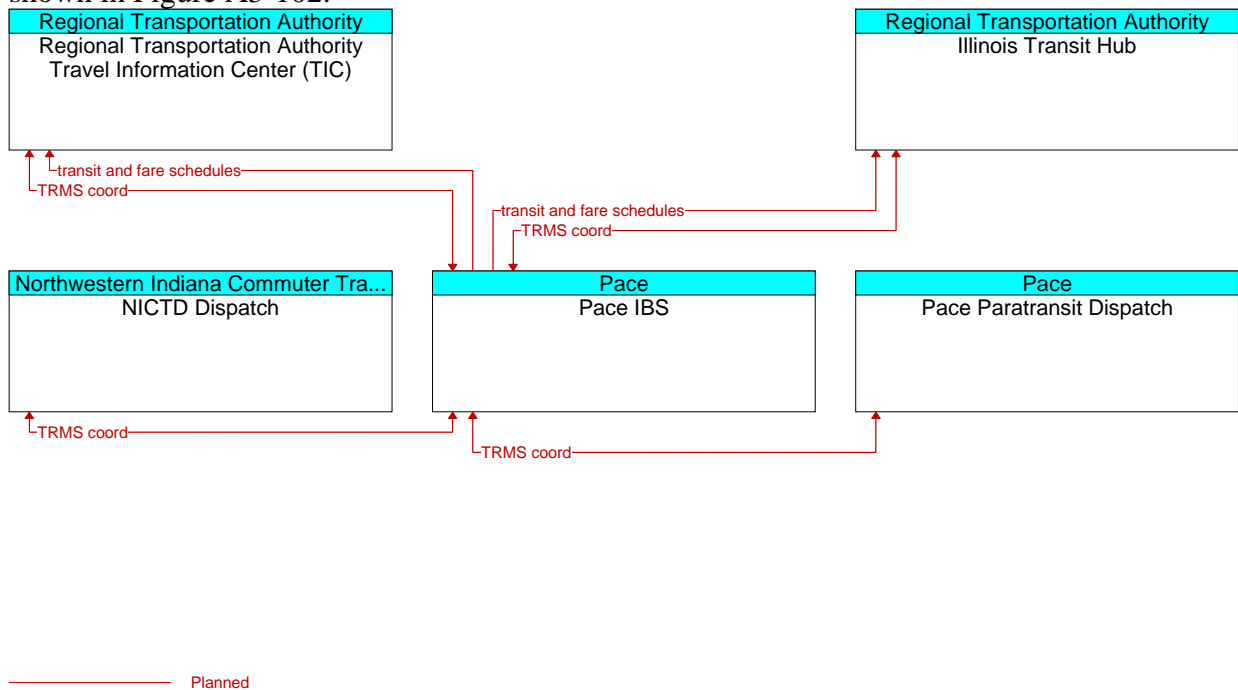 shown in Figure A3-162.
Regional Transportation Authority
Regional Transportation Authority
Travel Information Center (TIC)
Regional Transportation Authority
Illinois Transit Hub
transit and fare schedules
TRMS coord
transit and fare schedules
TRMS coord
Northwestern Indiana Commuter Tra...
NICTD Dispatch
Pace
Pace IBS
Pace
Pace Paratransit Dispatch
TRMS coord
TRMS coord
Planned